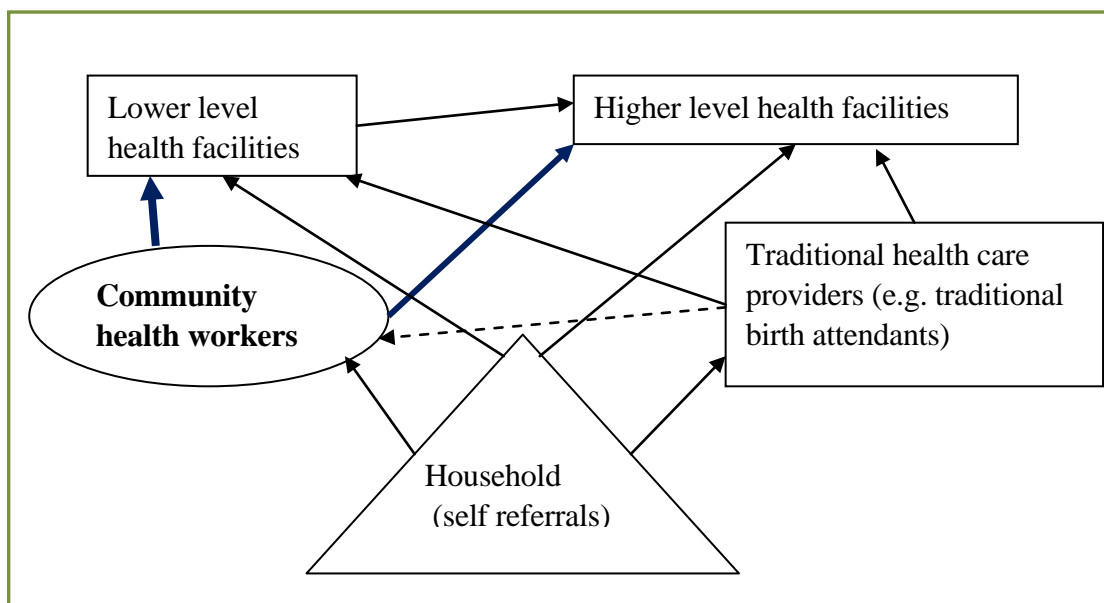 Lower level
health facilities
Higher level health facilities
Community
health workers
Traditional health care
providers (e.g. traditional
birth attendants)
Household
(self referrals)